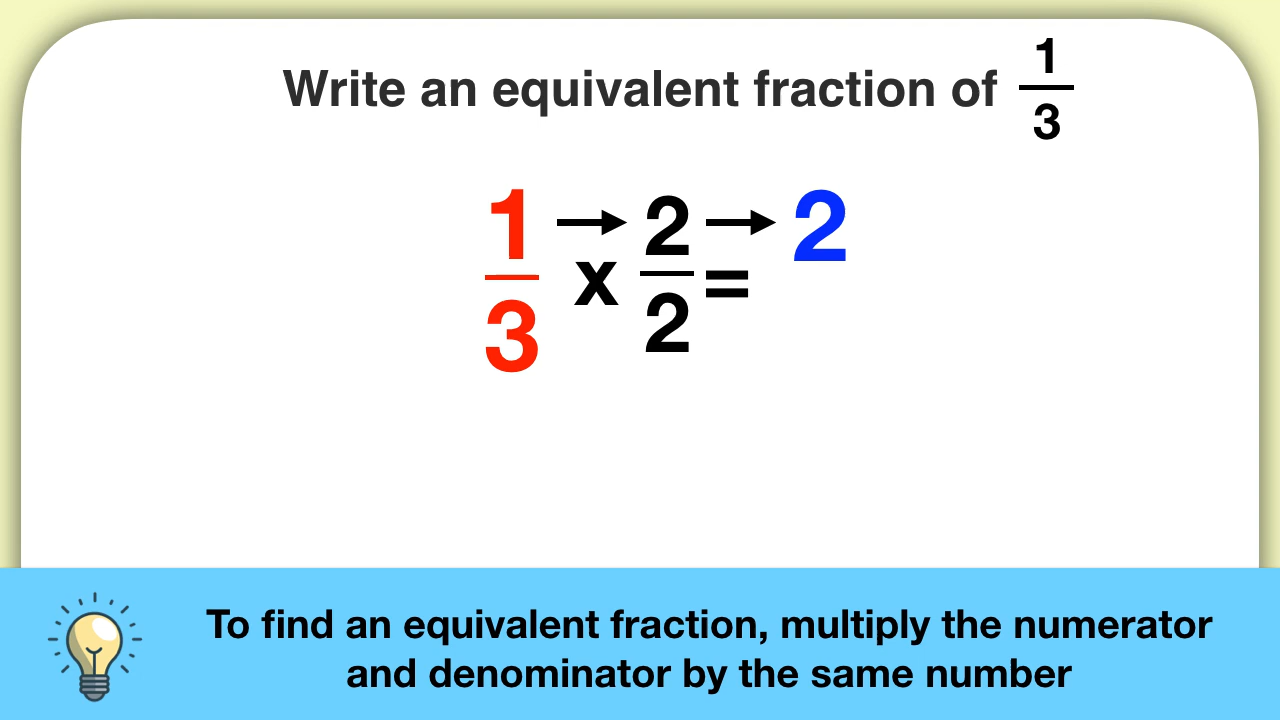 Write an equivalent fraction of 1/3
1/3 → x 2/2 → = 2
To find an equivalent fraction, multiply the numerator
and denominator by the same number